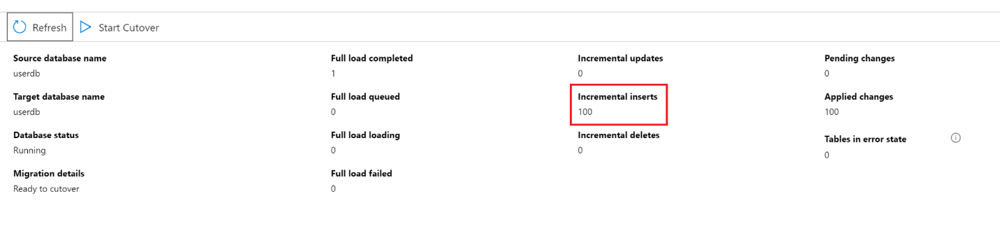 Refresh
Start Cutover
Source database name
userdb
Target database name
userdb
Database status
Running
Migration details
Ready to cutover
Full load completed
1
Full load queued
0
Full load loading
0
Full load failed
0
Incremental updates
0
Incremental inserts
100
Incremental deletes
0
Pending changes
0
Applied changes
100
Tables in error state
0